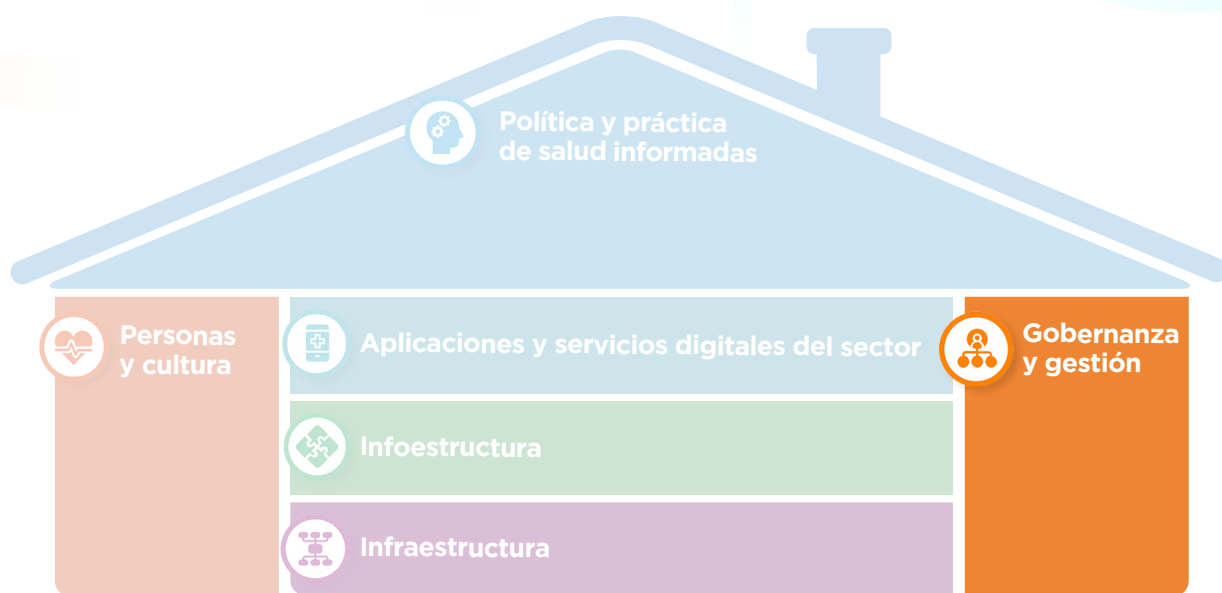 Política y práctica
de salud informadas
Personas
y cultura
Aplicaciones y servicios digitales del sector
Gobernanza
y gestión
Infoestructura
Infraestructura